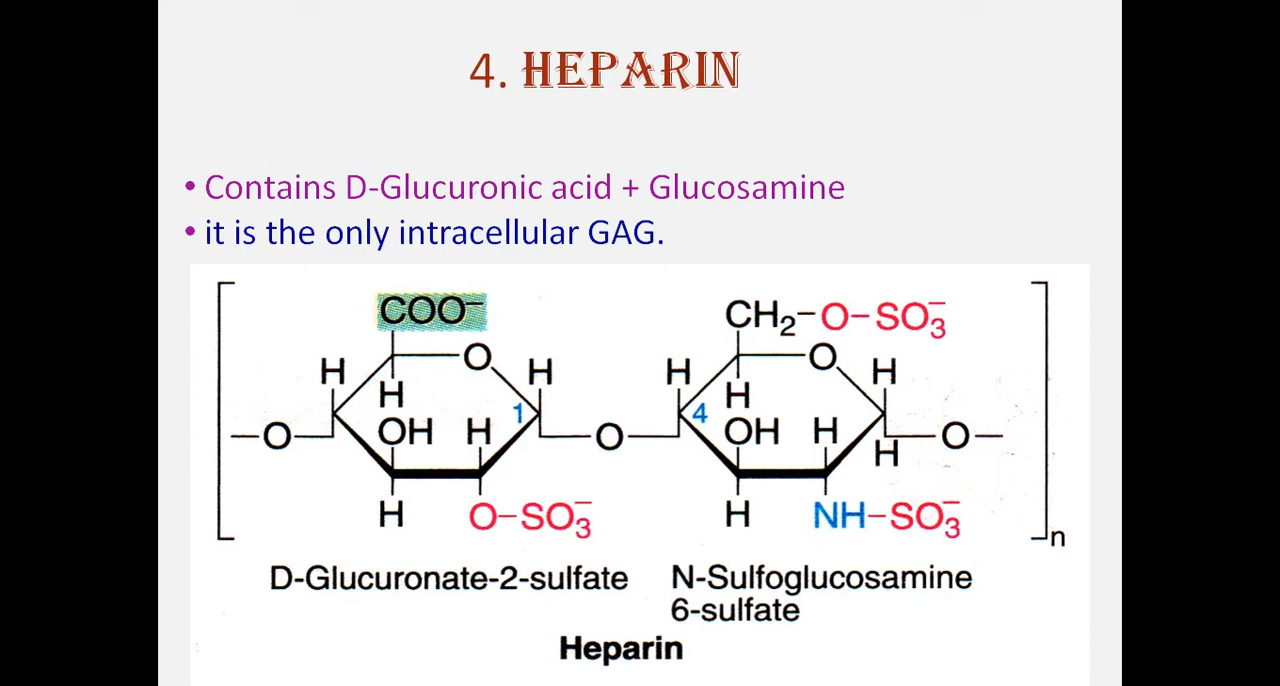 4. HEPARIN
• Contains D-Glucuronic acid + Glucosamine
• it is the only intracellular GAG.
COO⁻ CH₂–O–SO₃⁻
H O H H O H
H H
1 4
OH H OH H
–O– O H –O–
H O–SO₃⁻ H NH–SO₃⁻
n
D-Glucuronate-2-sulfate N-Sulfoglucosamine
6-sulfate
Heparin